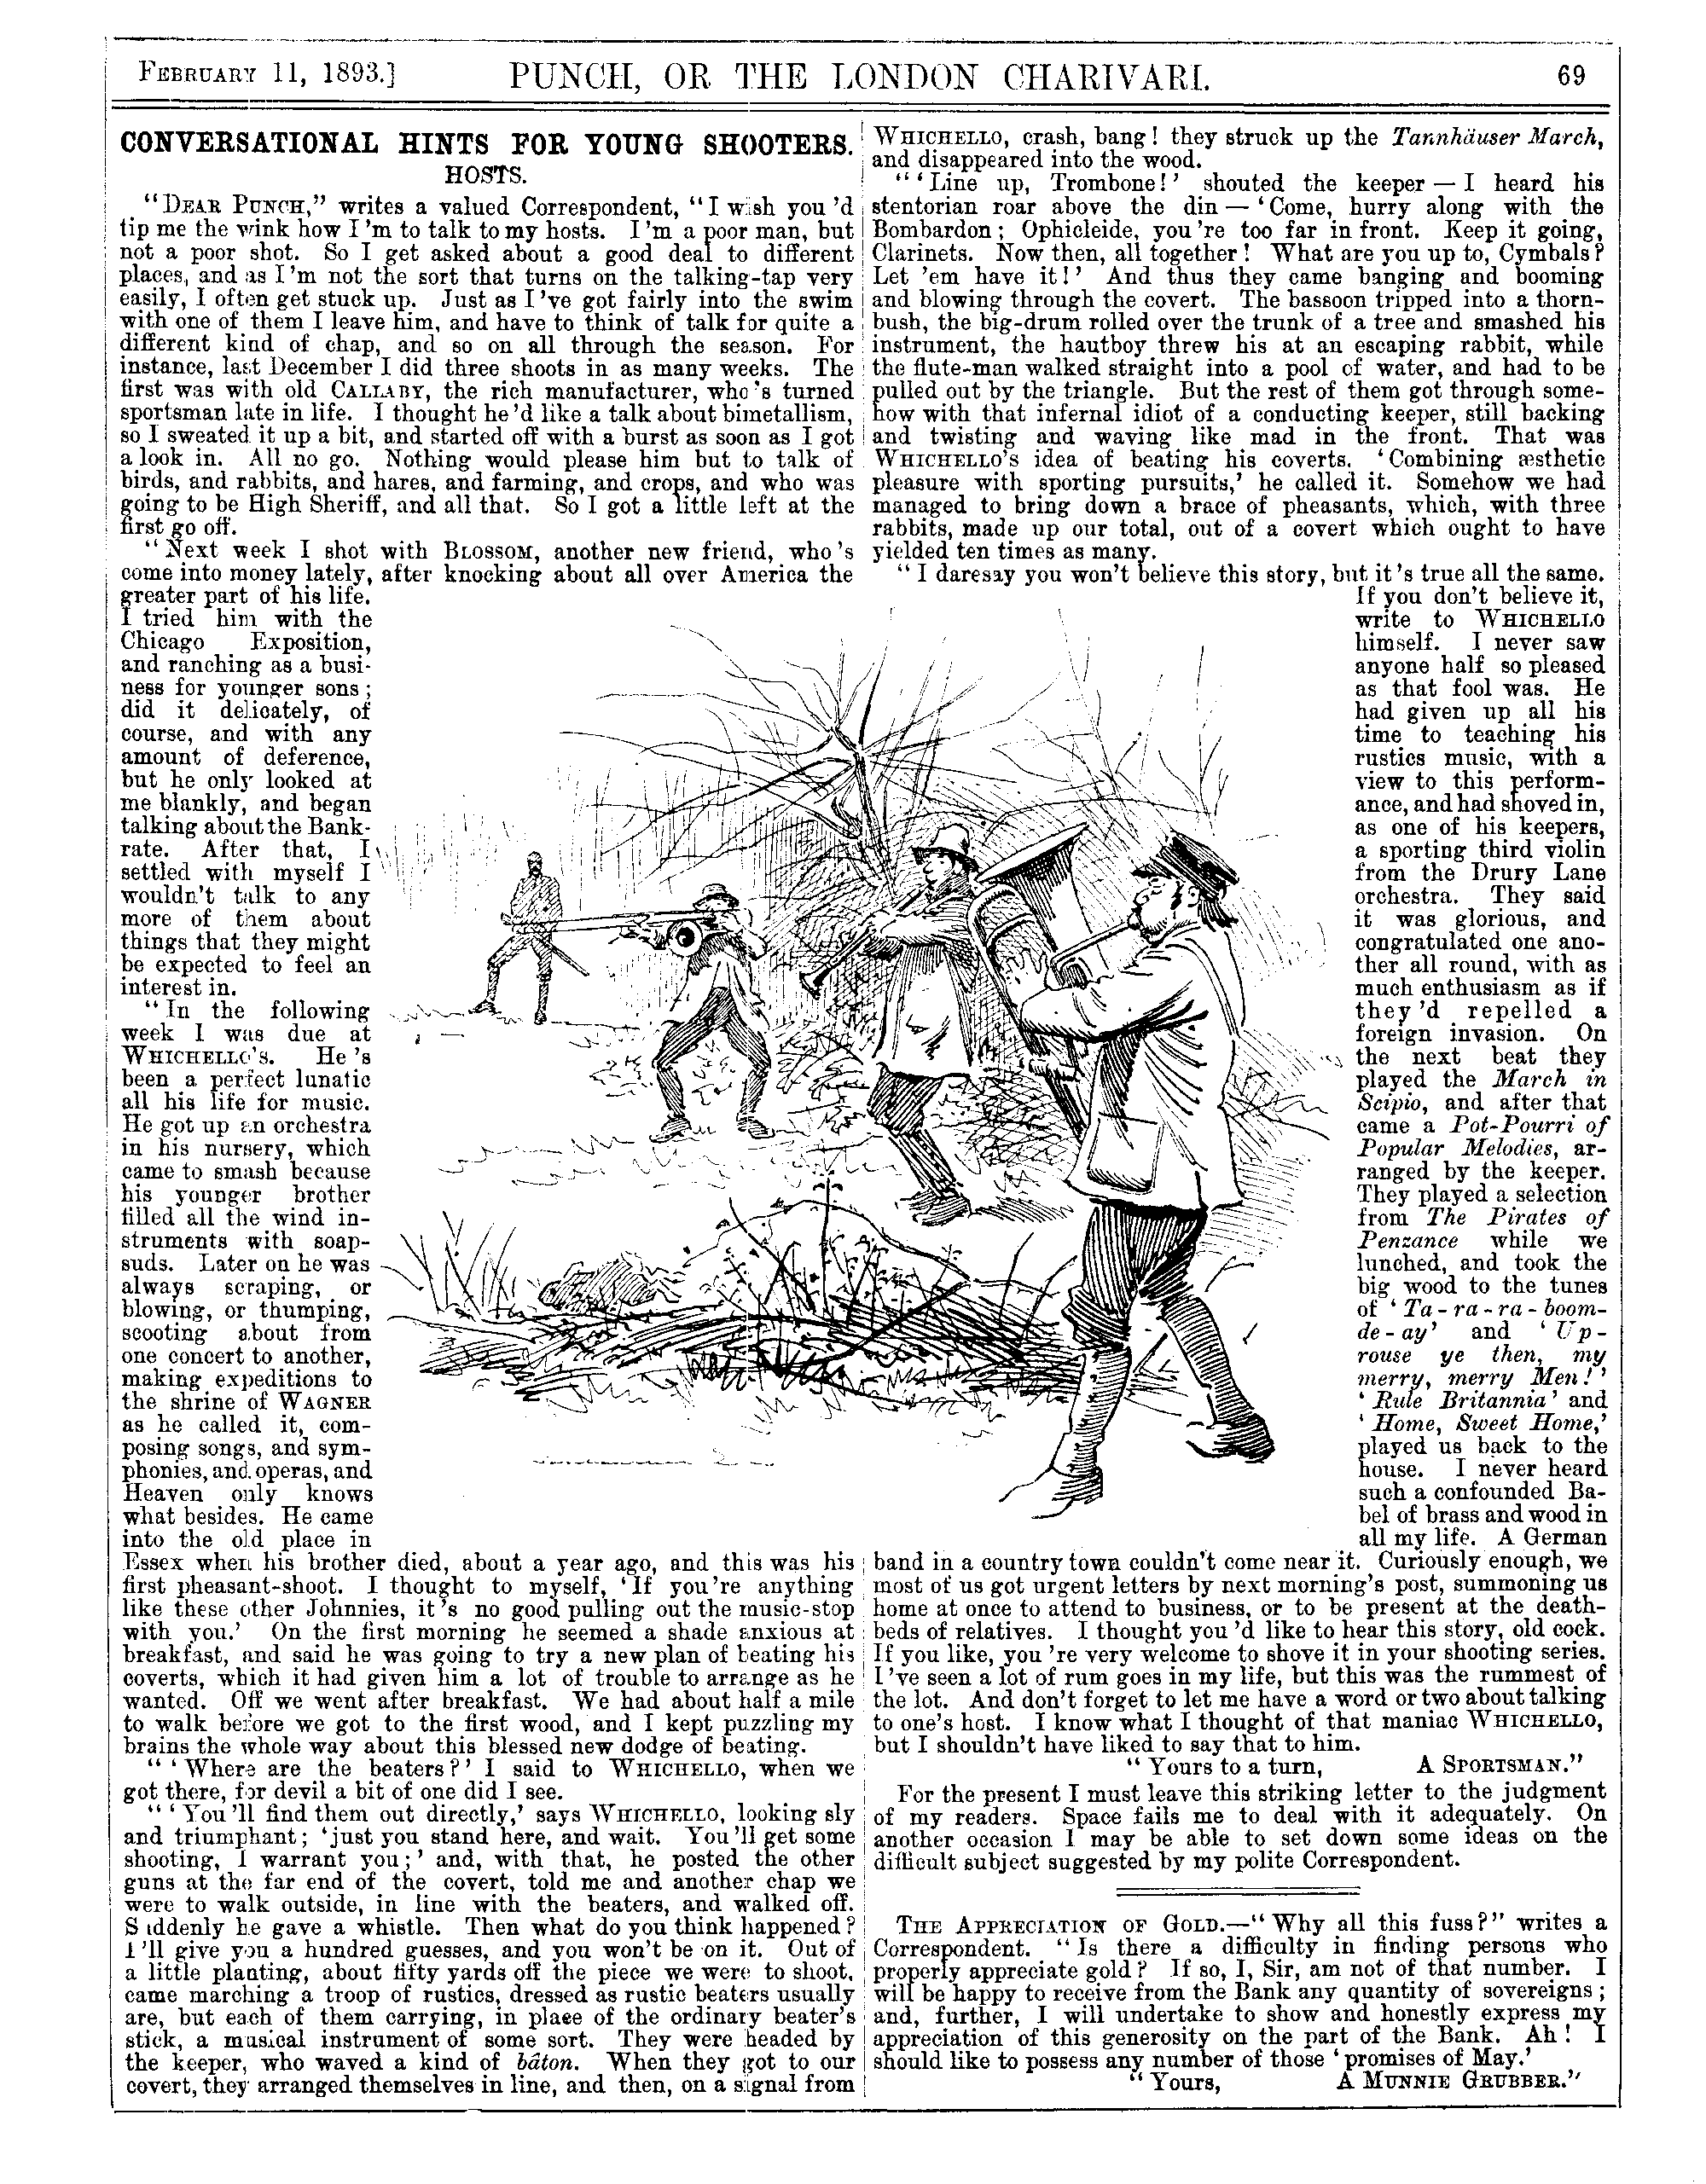 FEBRUARY 11, 1893.] PUNCH, OR THE LONDON CHARIVARI. 69
CONVERSATIONAL HINTS FOR YOUNG SHOOTERS.
HOSTS.
"DEAR PUNCH," writes a valued Correspondent, "I wish you 'd
tip me the wink how I'm to talk to my hosts. I'm a poor man, but
not a poor shot. So I get asked about a good deal to different
places, and as I'm not the sort that turns on the talking-tap very
easily, I often get stuck up. Just as I've got fairly into the swim
with one of them I leave him, and have to think of talk for quite a
different kind of chap, and so on all through the season. For
instance, last December I did three shoots in as many weeks. The
first was with old CALLABY, the rich manufacturer, who's turned
sportsman late in life. I thought he'd like a talk about bimetallism,
so I sweated it up a bit, and started off with a burst as soon as I got
a look in. All no go. Nothing would please him but to talk of
birds, and rabbits, and hares, and farming, and crops, and who was
going to be High Sheriff, and all that. So I got a little left at the
first go off.
"Next week I shot with BLOSSOM, another new friend, who's
come into money lately, after knocking about all over America the
greater part of his life.
I tried him with the
Chicago Exposition,
and ranching as a busi-
ness for younger sons;
did it delicately, of
course, and with any
amount of deference,
but he only looked at
me blankly, and began
talking about the Bank-
rate. After that, I
settled with myself I
wouldn't talk to any
more of them about
things that they might
be expected to feel an
interest in.
"In the following
week I was due at
WHICHELLO'S. He's
been a perfect lunatic
all his life for music.
He got up an orchestra
in his nursery, which
came to smash because
his younger brother
filled all the wind in-
struments with soap-
suds. Later on he was
always scraping, or
blowing, or thumping,
scooting about from
one concert to another,
making expeditions to
the shrine of WAGNER
as he called it, com-
posing songs, and sym-
phonies, and operas, and
Heaven only knows
what besides. He came
into the old place in
Essex when his brother died, about a year ago, and this was his
first pheasant-shoot. I thought to myself, 'If you're anything
like these other Johnnies, it's no good pulling out the music-stop
with you.' On the first morning he seemed a shade anxious at
breakfast, and said he was going to try a new plan of beating his
coverts, which it had given him a lot of trouble to arrange as he
wanted. Off we went after breakfast. We had about half a mile
to walk before we got to the first wood, and I kept puzzling my
brains the whole way about this blessed new dodge of beating.
"'Where are the beaters?' I said to WHICHELLO, when we
got there, for devil a bit of one did I see.
"'You'll find them out directly,' says WHICHELLO, looking sly
and triumphant; 'just you stand here, and wait. You'll get some
shooting, I warrant you;' and, with that, he posted the other
guns at the far end of the covert, told me and another chap we
were to walk outside, in line with the beaters, and walked off.
Suddenly he gave a whistle. Then what do you think happened?
I'll give you a hundred guesses, and you won't be on it. Out of
a little planting, about fifty yards off the piece we were to shoot,
came marching a troop of rustics, dressed as rustic beaters usually
are, but each of them carrying, in place of the ordinary beater's
stick, a musical instrument of some sort. They were headed by
the keeper, who waved a kind of bâton. When they got to our
covert, they arranged themselves in line, and then, on a signal from
WHICHELLO, crash, bang! they struck up the Tannhäuser March,
and disappeared into the wood.
"'Line up, Trombone!' shouted the keeper — I heard his
stentorian roar above the din — 'Come, hurry along with the
Bombardon; Ophicleide, you're too far in front. Keep it going,
Clarinets. Now then, all together! What are you up to, Cymbals?
Let 'em have it!' And thus they came banging and booming
and blowing through the covert. The bassoon tripped into a thorn-
bush, the big-drum rolled over the trunk of a tree and smashed his
instrument, the hautboy threw his at an escaping rabbit, while
the flute-man walked straight into a pool of water, and had to be
pulled out by the triangle. But the rest of them got through some-
how with that infernal idiot of a conducting keeper, still backing
and twisting and waving like mad in the front. That was
WHICHELLO'S idea of beating his coverts. 'Combining æsthetic
pleasure with sporting pursuits,' he called it. Somehow we had
managed to bring down a brace of pheasants, which, with three
rabbits, made up our total, out of a covert which ought to have
yielded ten times as many.
"I daresay you won't believe this story, but it's true all the same.
If you don't believe it,
write to WHICHELLO
himself. I never saw
anyone half so pleased
as that fool was. He
had given up all his
time to teaching his
rustics music, with a
view to this perform-
ance, and had shoved in,
as one of his keepers,
a sporting third violin
from the Drury Lane
orchestra. They said
it was glorious, and
congratulated one ano-
ther all round, with as
much enthusiasm as if
they'd repelled a
foreign invasion. On
the next beat they
played the March in
Scipio, and after that
came a Pot-Pourri of
Popular Melodies, ar-
ranged by the keeper.
They played a selection
from The Pirates of
Penzance while we
lunched, and took the
big wood to the tunes
of 'Ta-ra-ra-boom-
de-ay' and 'Up-
rouse ye then, my
merry, merry Men!'
'Rule Britannia' and
'Home, Sweet Home,'
played us back to the
house. I never heard
such a confounded Ba-
bel of brass and wood in
all my life. A German
band in a country town couldn't come near it. Curiously enough, we
most of us got urgent letters by next morning's post, summoning us
home at once to attend to business, or to be present at the death-
beds of relatives. I thought you 'd like to hear this story, old cock.
If you like, you're very welcome to shove it in your shooting series.
I've seen a lot of rum goes in my life, but this was the rummest of
the lot. And don't forget to let me have a word or two about talking
to one's host. I know what I thought of that maniac WHICHELLO,
but I shouldn't have liked to say that to him.
"Yours to a turn, A SPORTSMAN."
For the present I must leave this striking letter to the judgment
of my readers. Space fails me to deal with it adequately. On
another occasion I may be able to set down some ideas on the
difficult subject suggested by my polite Correspondent.
THE APPRECIATION OF GOLD.—"Why all this fuss?" writes a
Correspondent. "Is there a difficulty in finding persons who
properly appreciate gold? If so, I, Sir, am not of that number. I
will be happy to receive from the Bank any quantity of sovereigns;
and, further, I will undertake to show and honestly express my
appreciation of this generosity on the part of the Bank. Ah! I
should like to possess any number of those 'promises of May.'
"Yours, A MUNNIE GRUBBER."